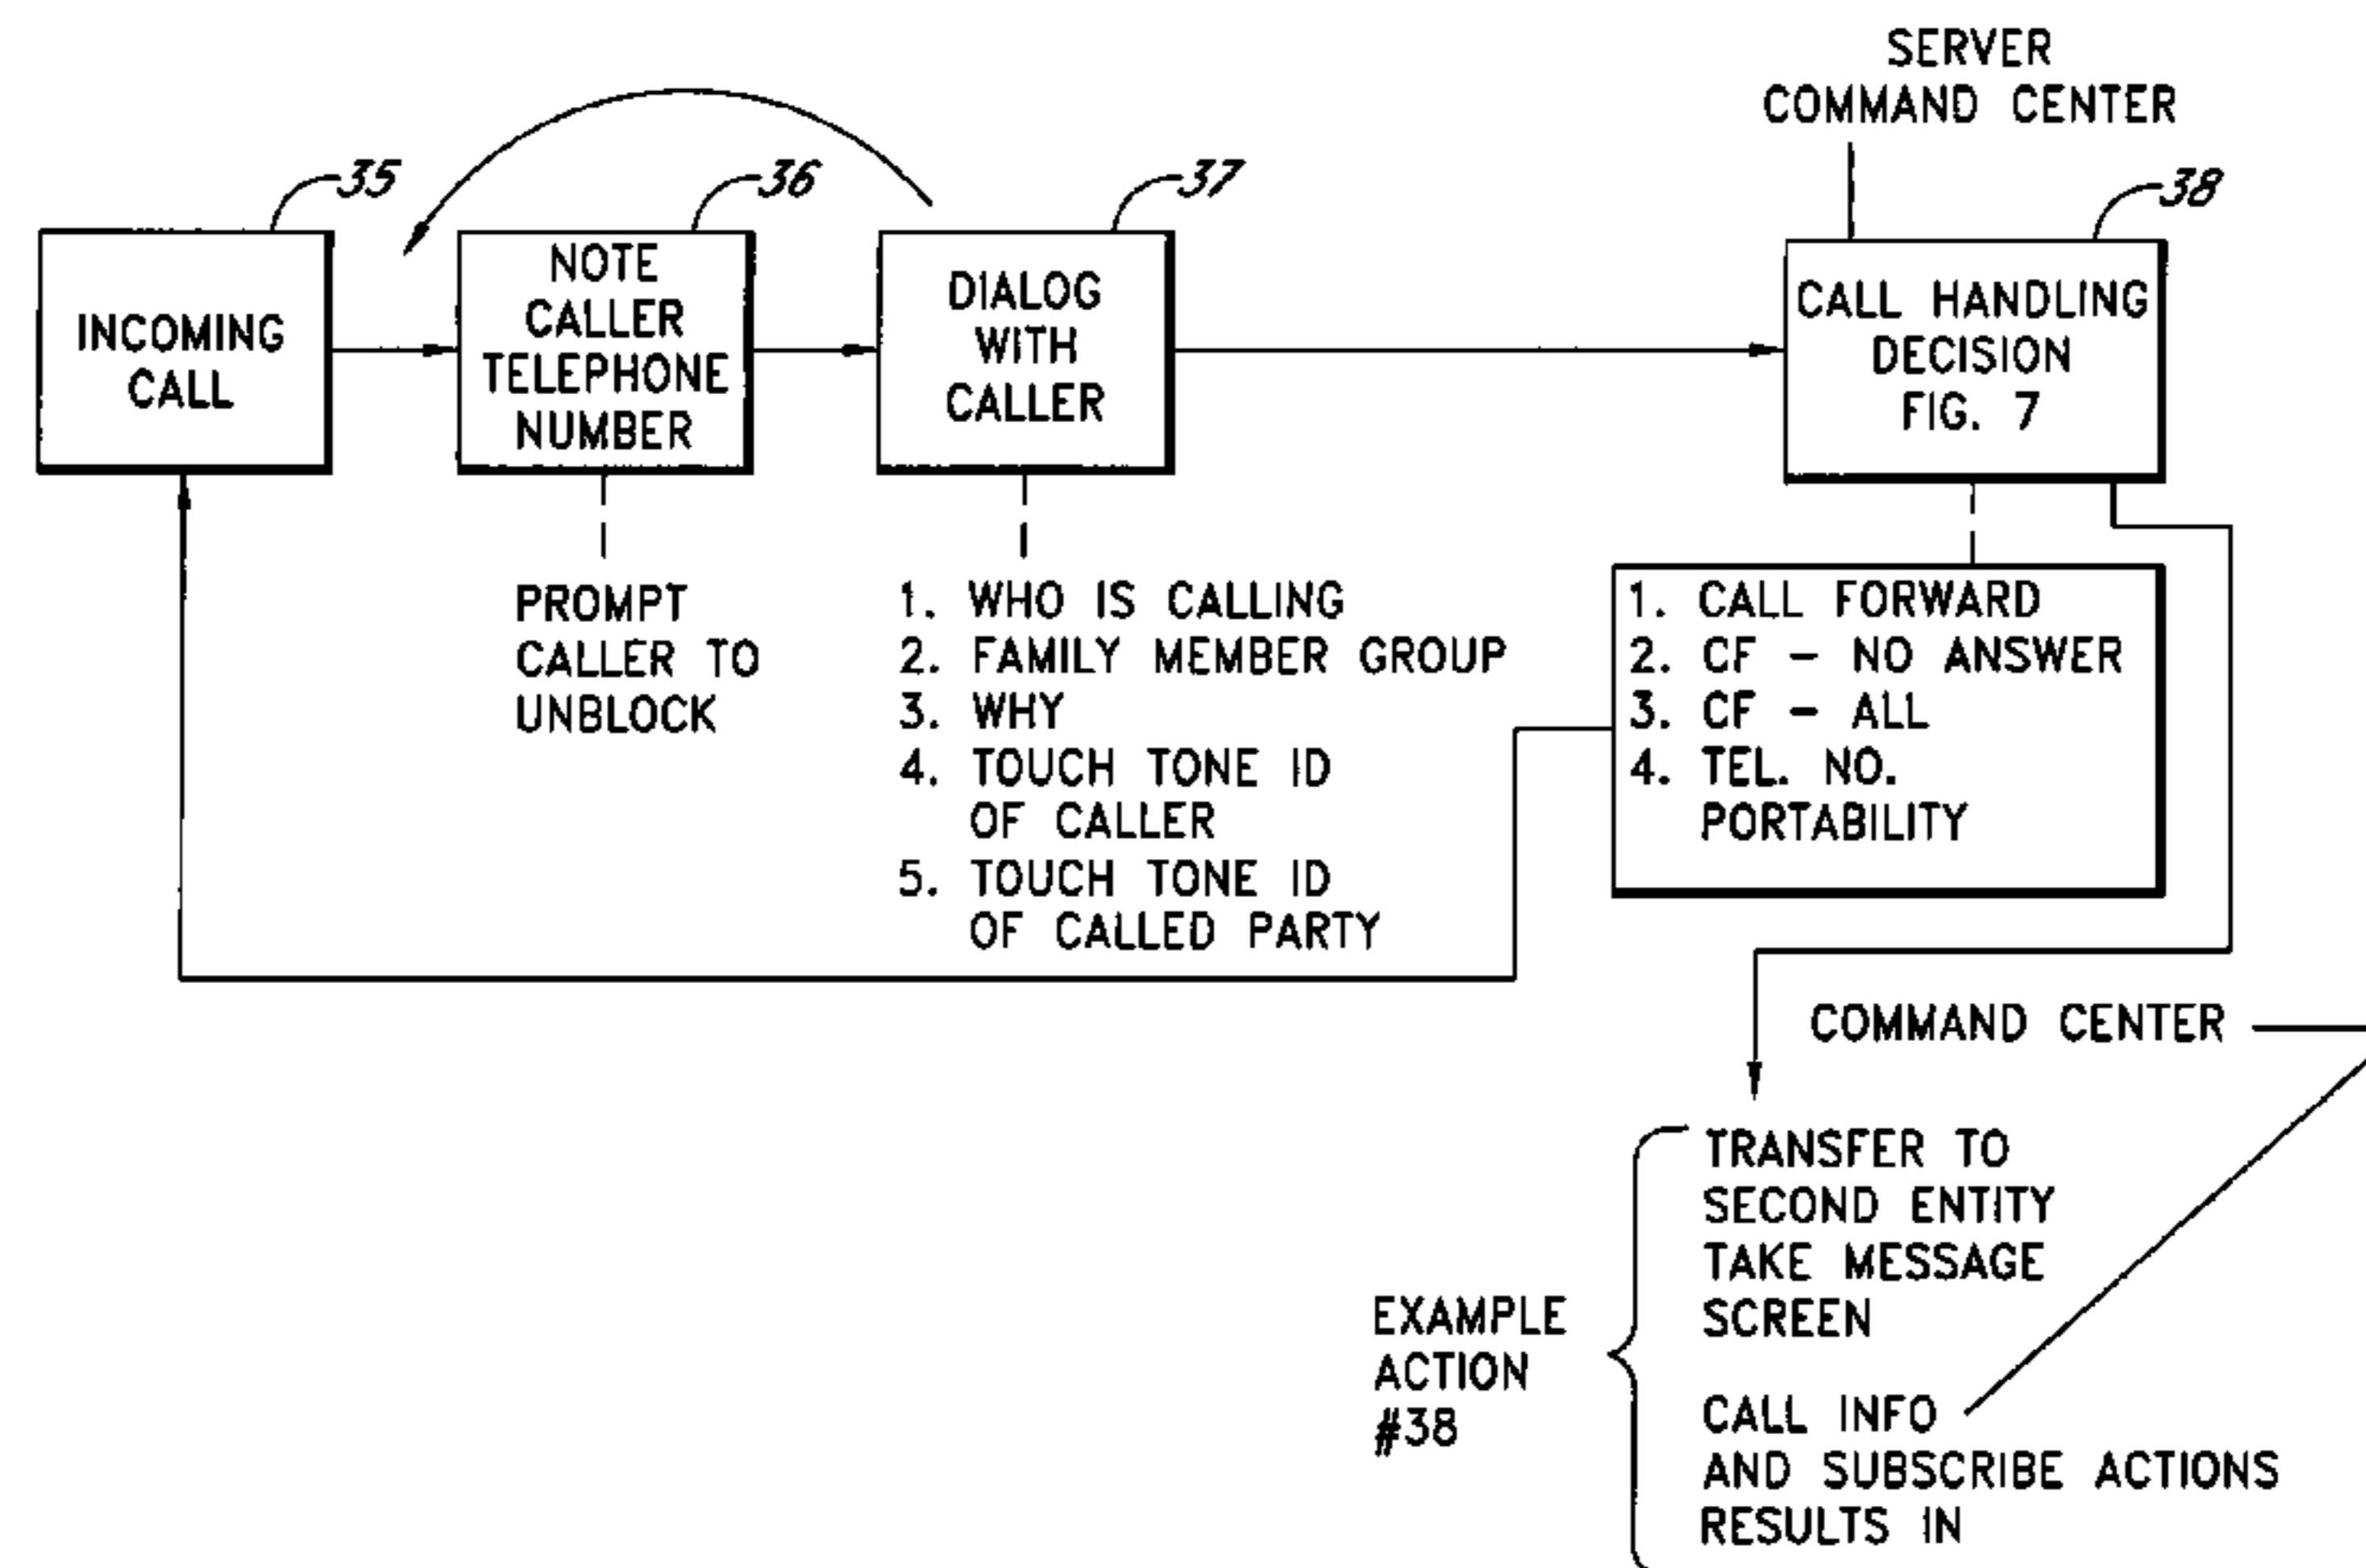 SERVER
COMMAND CENTER
35
36
37
38
INCOMING
CALL
NOTE
CALLER
TELEPHONE
NUMBER
DIALOG
WITH
CALLER
CALL HANDLING
DECISION
FIG. 7
PROMPT
CALLER TO
UNBLOCK
1. WHO IS CALLING
2. FAMILY MEMBER GROUP
3. WHY
4. TOUCH TONE ID
OF CALLER
5. TOUCH TONE ID
OF CALLED PARTY
1. CALL FORWARD
2. CF - NO ANSWER
3. CF - ALL
4. TEL. NO.
PORTABILITY
COMMAND CENTER
EXAMPLE
ACTION
#38
TRANSFER TO
SECOND ENTITY
TAKE MESSAGE
SCREEN
CALL INFO
AND SUBSCRIBE ACTIONS
RESULTS IN